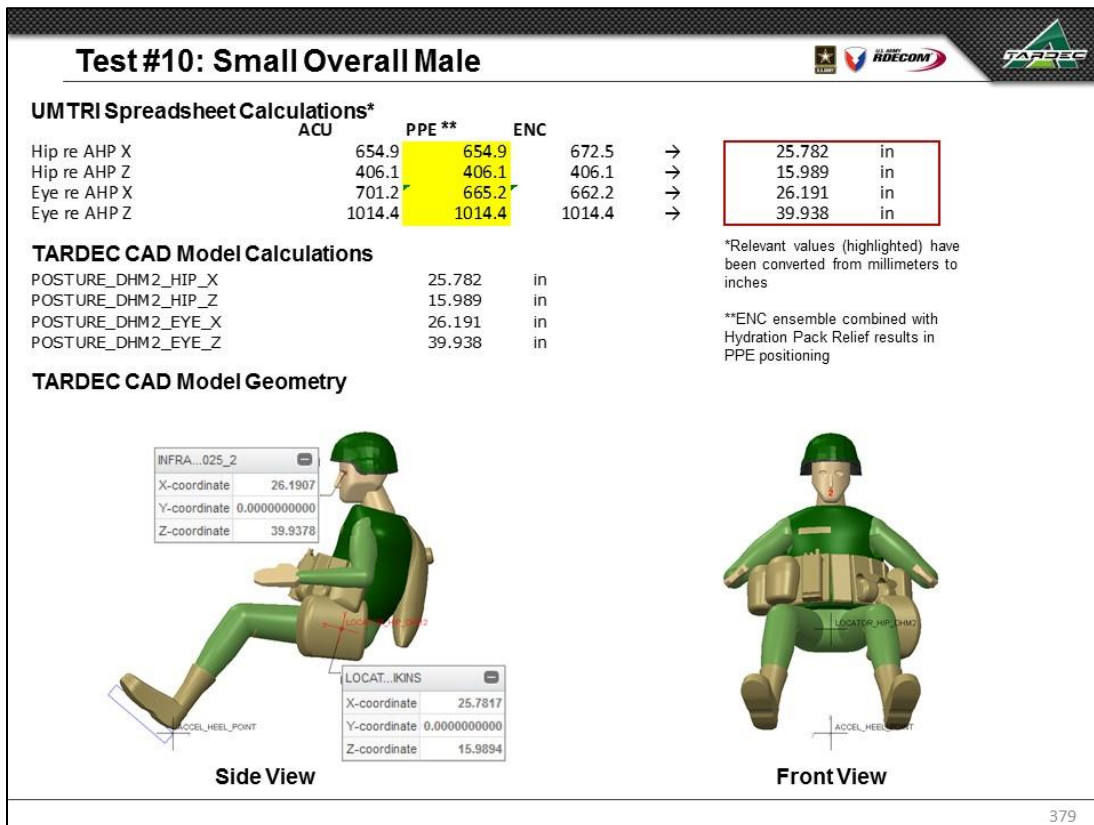 Test #10: Small Overall Male
U.S. ARMY
U.S. ARMY
RDECOM
TARDEC
UMTRI Spreadsheet Calculations*
ACU PPE ** ENC
Hip re AHP X 654.9 654.9 672.5 → 25.782 in
Hip re AHP Z 406.1 406.1 406.1 → 15.989 in
Eye re AHP X 701.2 665.2 662.2 → 26.191 in
Eye re AHP Z 1014.4 1014.4 1014.4 → 39.938 in
*Relevant values (highlighted) have
been converted from millimeters to
inches
**ENC ensemble combined with
Hydration Pack Relief results in
PPE positioning
TARDEC CAD Model Calculations
POSTURE_DHM2_HIP_X 25.782 in
POSTURE_DHM2_HIP_Z 15.989 in
POSTURE_DHM2_EYE_X 26.191 in
POSTURE_DHM2_EYE_Z 39.938 in
TARDEC CAD Model Geometry
INFRA...025_2
X-coordinate 26.1907
Y-coordinate 0.0000000000
Z-coordinate 39.9378
LOCATOR_HIP_DHM2
LOCAT...IKINS
X-coordinate 25.7817
Y-coordinate 0.0000000000
Z-coordinate 15.9894
ACCEL_HEEL_POINT
Side View
2
LOCATOR_HIP_DHM2
ACCEL_HEEL_POINT
Front View
379